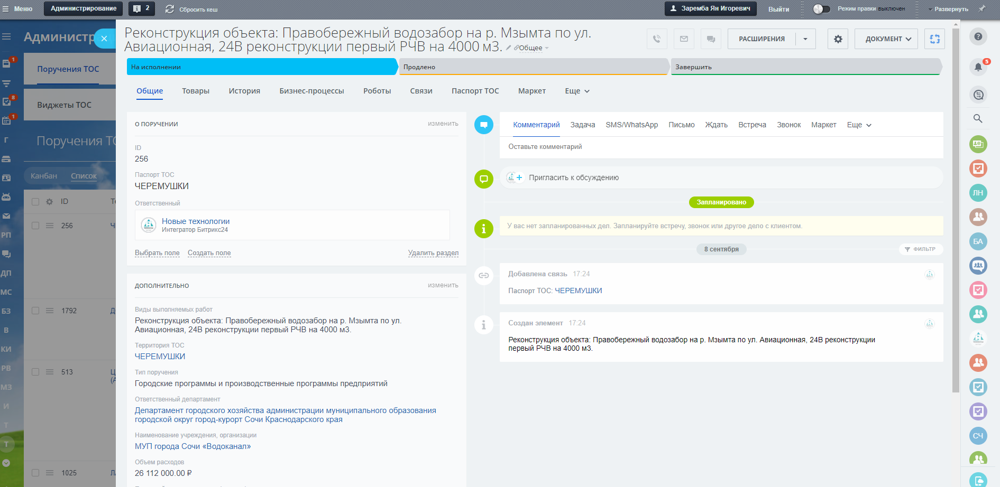 Меню
Администрирование
2
Сбросить кеш
Заремба Ян Игоревич
Выйти
Режим правки выключен
Развернуть
Администр
1
Поручения ТОС
8
Виджеты ТОС
1
Г
Поручения ТО
Канбан
Список
ID
256
РП
ДП
МС
1792
БЗ
В
КИ
РВ
513
МЗ
И
Т
Т
1025
Реконструкция объекта: Правобережный водозабор на р. Мзымта по ул.
Авиационная, 24В реконструкции первый РЧВ на 4000 м3.
Общее
РАСШИРЕНИЯ
ДОКУМЕНТ
На исполнении
Продлено
Завершить
Общие
Товары
История
Бизнес-процессы
Роботы
Связи
Паспорт ТОС
Маркет
Еще
О ПОРУЧЕНИИ
изменить
ID
256
Паспорт ТОС
ЧЕРЕМУШКИ
Ответственный
Новые технологии
Интегратор Битрикс24
Выбрать поле
Создать поле
Удалить раздел
ДОПОЛНИТЕЛЬНО
изменить
Виды выполняемых работ
Реконструкция объекта: Правобережный водозабор на р. Мзымта по ул.
Авиационная, 24В реконструкции первый РЧВ на 4000 м3.
Территория ТОС
ЧЕРЕМУШКИ
Тип поручения
Городские программы и производственные программы предприятий
Ответственный департамент
Департамент городского хозяйства администрации муниципального образования
городской округ город-курорт Сочи Краснодарского края
Наименование учреждения, организации
МУП города Сочи «Водоканал»
Объем расходов
26 112 000.00 ₽
Комментарий
Задача
SMS/WhatsApp
Письмо
Ждать
Встреча
Звонок
Маркет
Еще
Оставьте комментарий
Пригласить к обсуждению
Запланировано
У вас нет запланированных дел. Запланируйте встречу, звонок или другое дело с клиентом.
8 сентября
ФИЛЬТР
Добавлена связь 17:24
Паспорт ТОС: ЧЕРЕМУШКИ
Создан элемент 17:24
Реконструкция объекта: Правобережный водозабор на р. Мзымта по ул. Авиационная, 24В реконструкции
первый РЧВ на 4000 м3.
5
ЛН
БА
СЧ